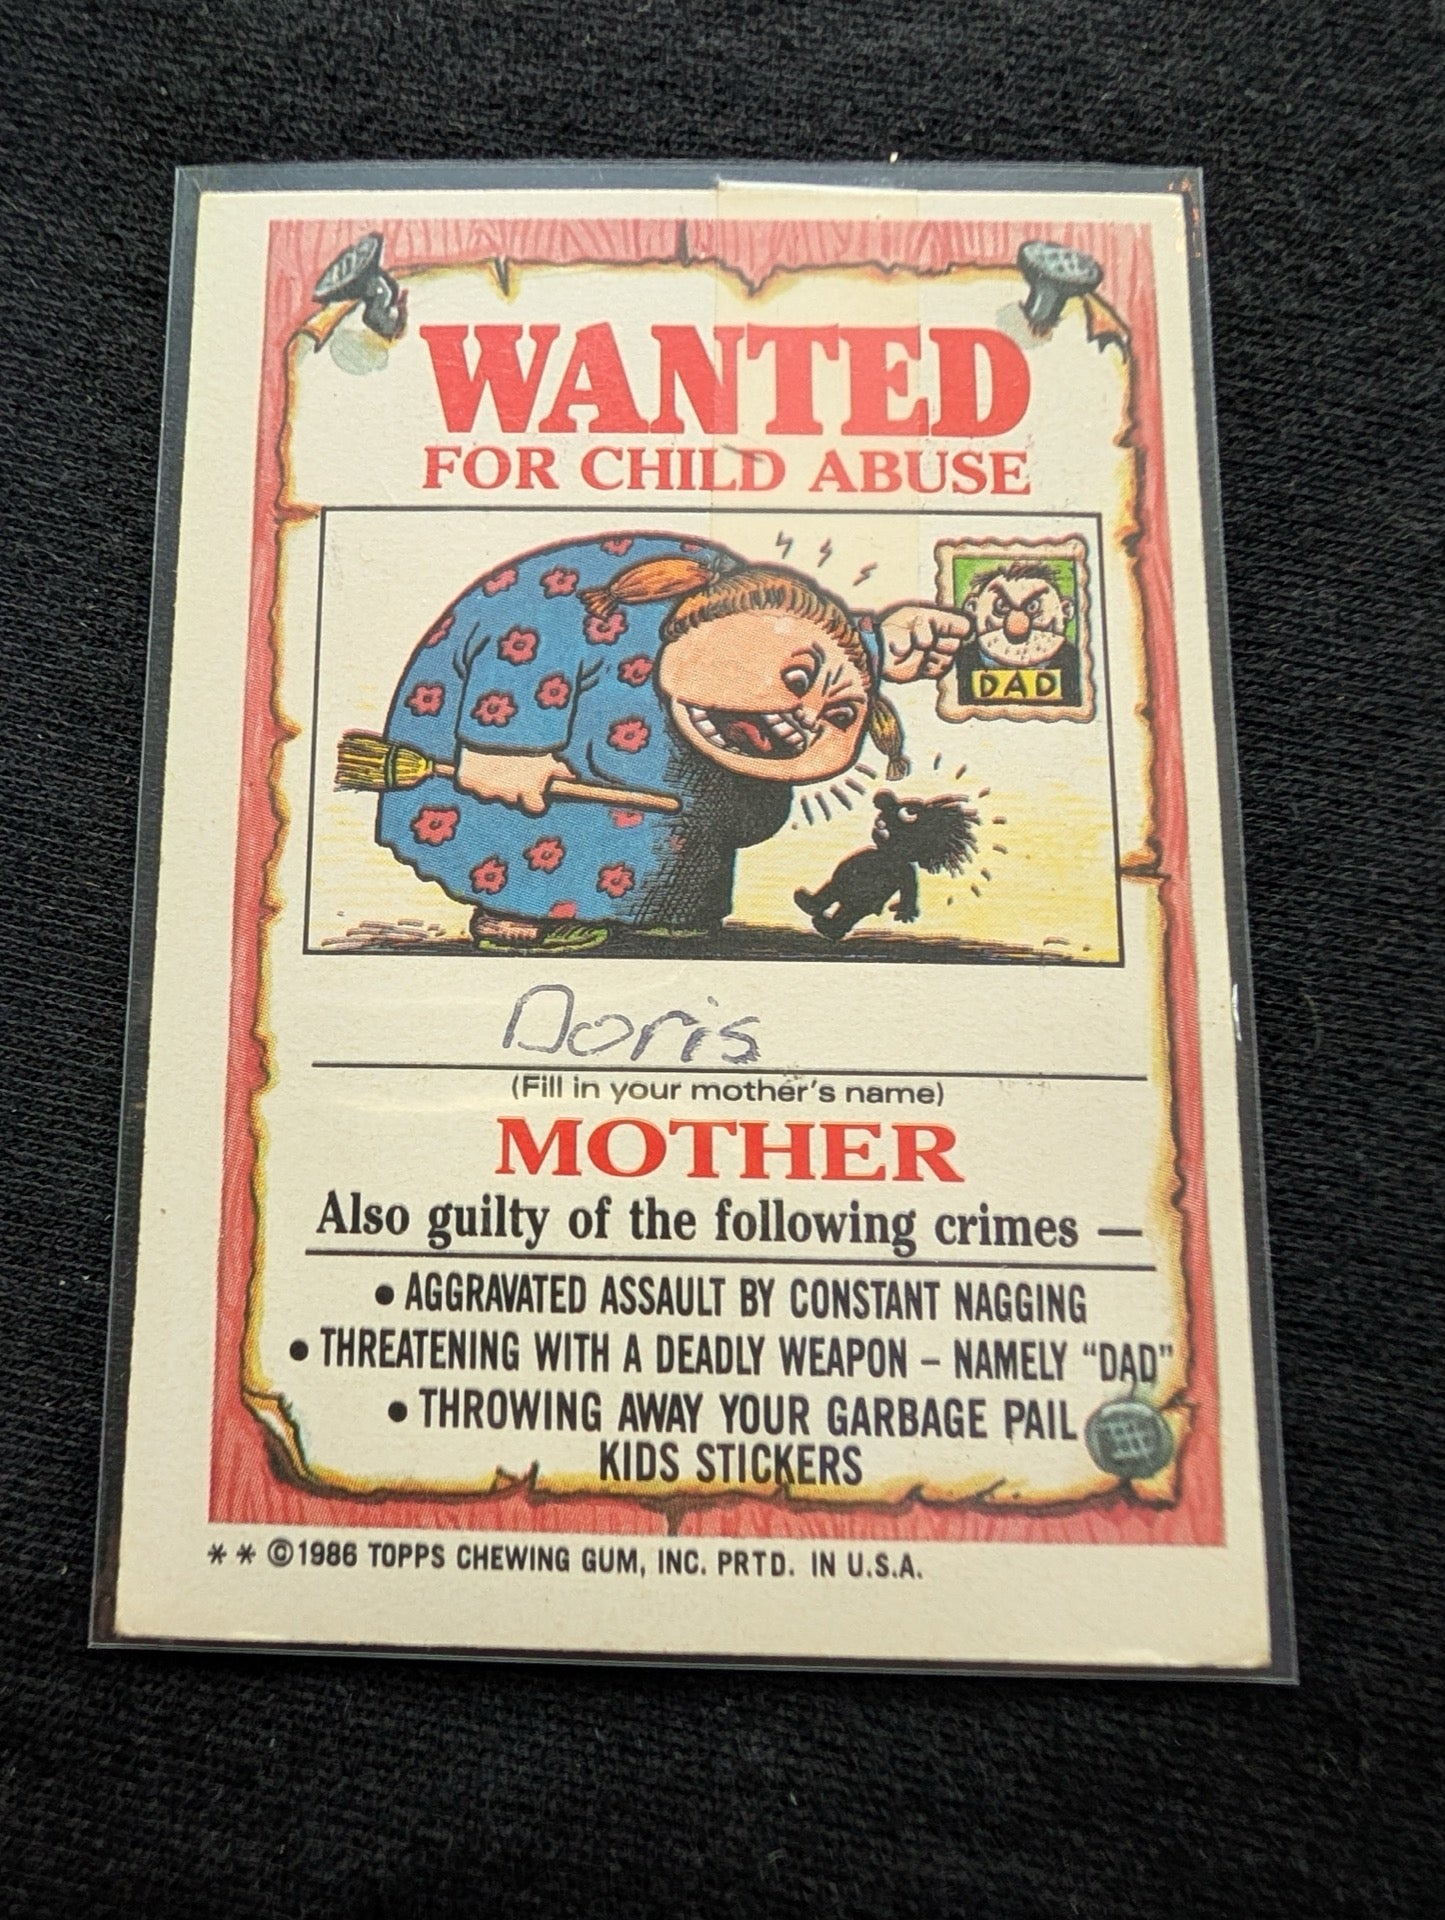 WANTED
FOR CHILD ABUSE
DAD
Doris
(Fill in your mother's name)
MOTHER
Also guilty of the following crimes —
• AGGRAVATED ASSAULT BY CONSTANT NAGGING
• THREATENING WITH A DEADLY WEAPON – NAMELY “DAD”
• THROWING AWAY YOUR GARBAGE PAIL
KIDS STICKERS
* * ©1986 TOPPS CHEWING GUM, INC. PRTD. IN U.S.A.